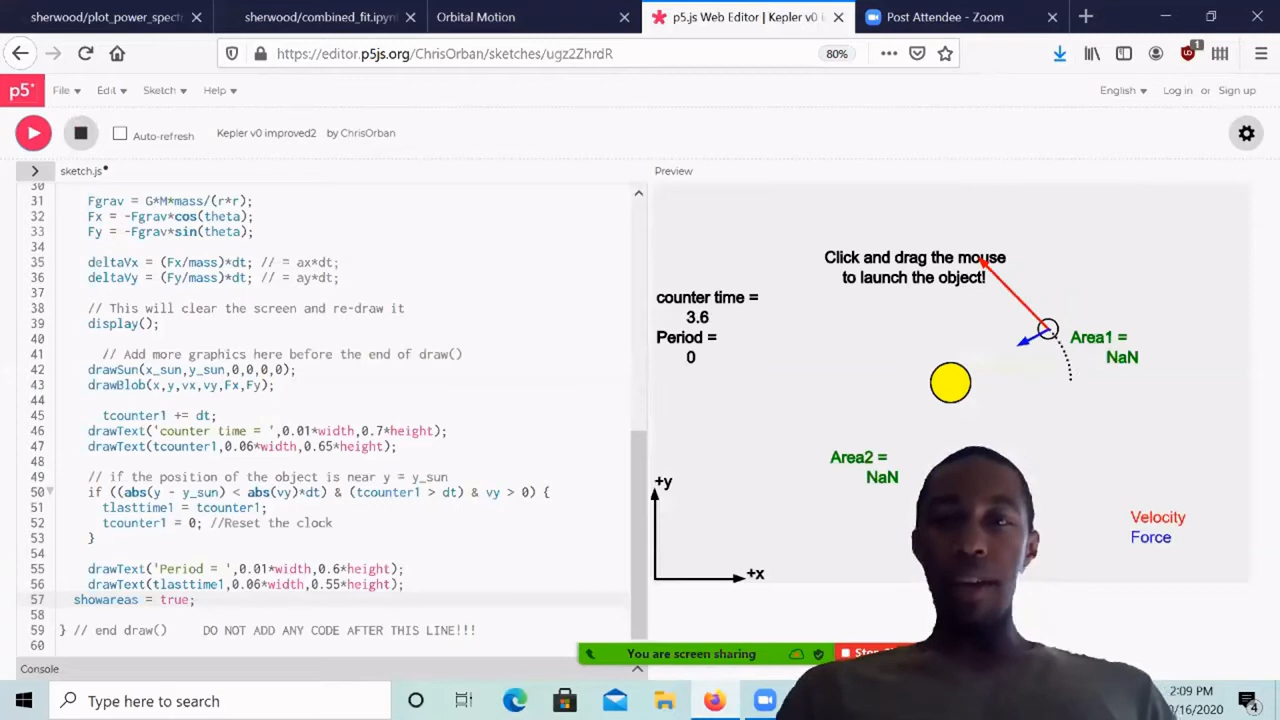 sherwood/plot_power_spect
sherwood/combined_fit.ipyn
Orbital Motion
p5.js Web Editor | Kepler v0 i
Post Attendee - Zoom
https://editor.p5js.org/ChrisOrban/sketches/ugz2ZhrdR
80%
1
p5*
File
Edit
Sketch
Help
English
Log in or Sign up
Auto-refresh
Kepler v0 improved2
by ChrisOrban
sketch.js
Preview
30
31 Fgrav = G*M*mass/(r*r);
32 Fx = -Fgrav*cos(theta);
33 Fy = -Fgrav*sin(theta);
34
35 deltaVx = (Fx/mass)*dt; // = ax*dt;
36 deltaVy = (Fy/mass)*dt; // = ay*dt;
37
38 // This will clear the screen and re-draw it
39 display();
40
41 // Add more graphics here before the end of draw()
42 drawSun(x_sun,y_sun,0,0,0,0);
43 drawBlob(x,y,vx,vy,Fx,Fy);
44
45 tcounter1 += dt;
46 drawText('counter time = ',0.01*width,0.7*height);
47 drawText(tcounter1,0.06*width,0.65*height);
48
49 // if the position of the object is near y = y_sun
50 if ((abs(y - y_sun) < abs(vy)*dt) & (tcounter1 > dt) & vy > 0) {
51 tlasttime1 = tcounter1;
52 tcounter1 = 0; //Reset the clock
53 }
54
55 drawText('Period = ',0.01*width,0.6*height);
56 drawText(tlasttime1,0.06*width,0.55*height);
57 showareas = true;
58
59 } // end draw() DO NOT ADD ANY CODE AFTER THIS LINE!!!
60
Console
Click and drag the mouse
to launch the object!
counter time =
3.6
Period =
0
Area1 =
NaN
Area2 =
NaN
+y
+x
Velocity
Force
You are screen sharing
Type here to search
2:09 PM
/16/2020
4